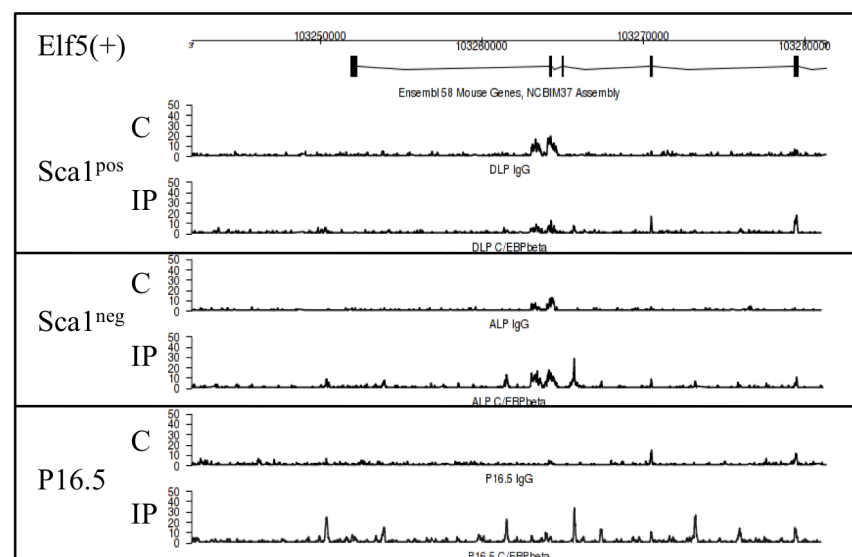 Elf5(+)
103250000 103260000 103270000 103280000
Ensembl 58 Mouse Genes, NCBIM37 Assembly
Sca1pos
C
50
40
30
20
10
0
DLP IgG
IP
50
40
30
20
10
0
DLP C/EBPbeta
Sca1neg
C
50
40
30
20
10
0
ALP IgG
IP
50
40
30
20
10
0
ALP C/EBPbeta
P16.5
C
50
40
30
20
10
0
P16.5 IgG
IP
50
40
30
20
10
0
P16.5 C/EBPbeta